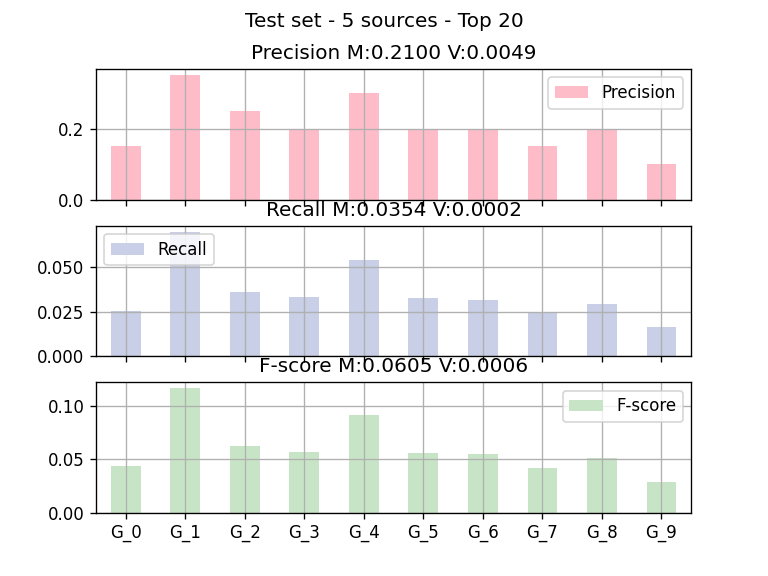 Test set - 5 sources - Top 20
Precision M:0.2100 V:0.0049
Precision
0.2
0.0
Recall M:0.0354 V:0.0002
Recall
0.050
0.025
0.000
F-score M:0.0605 V:0.0006
F-score
0.10
0.05
0.00
G_0 G_1 G_2 G_3 G_4 G_5 G_6 G_7 G_8 G_9